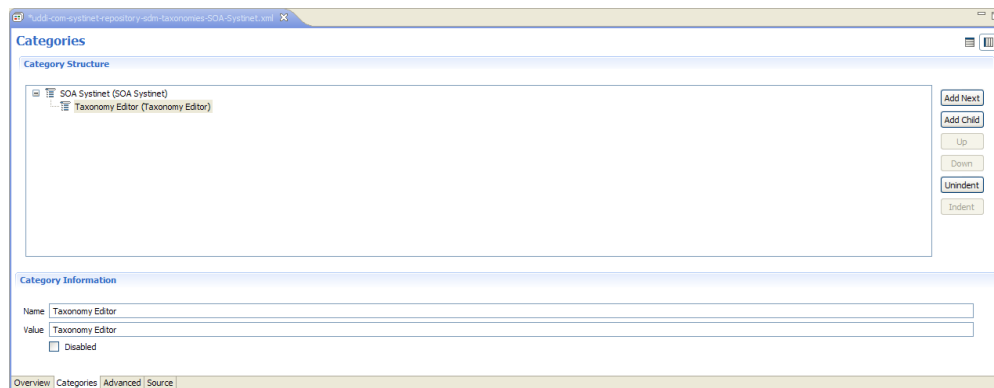 *uddi-com-systinet-repository-sdm-taxonomies-SOA-Systinet.xml
Categories
Category Structure
SOA Systinet (SOA Systinet)
Taxonomy Editor (Taxonomy Editor)
Add Next
Add Child
Up
Down
Unindent
Indent
Category Information
Name Taxonomy Editor
Value Taxonomy Editor
Disabled
Overview Categories Advanced Source